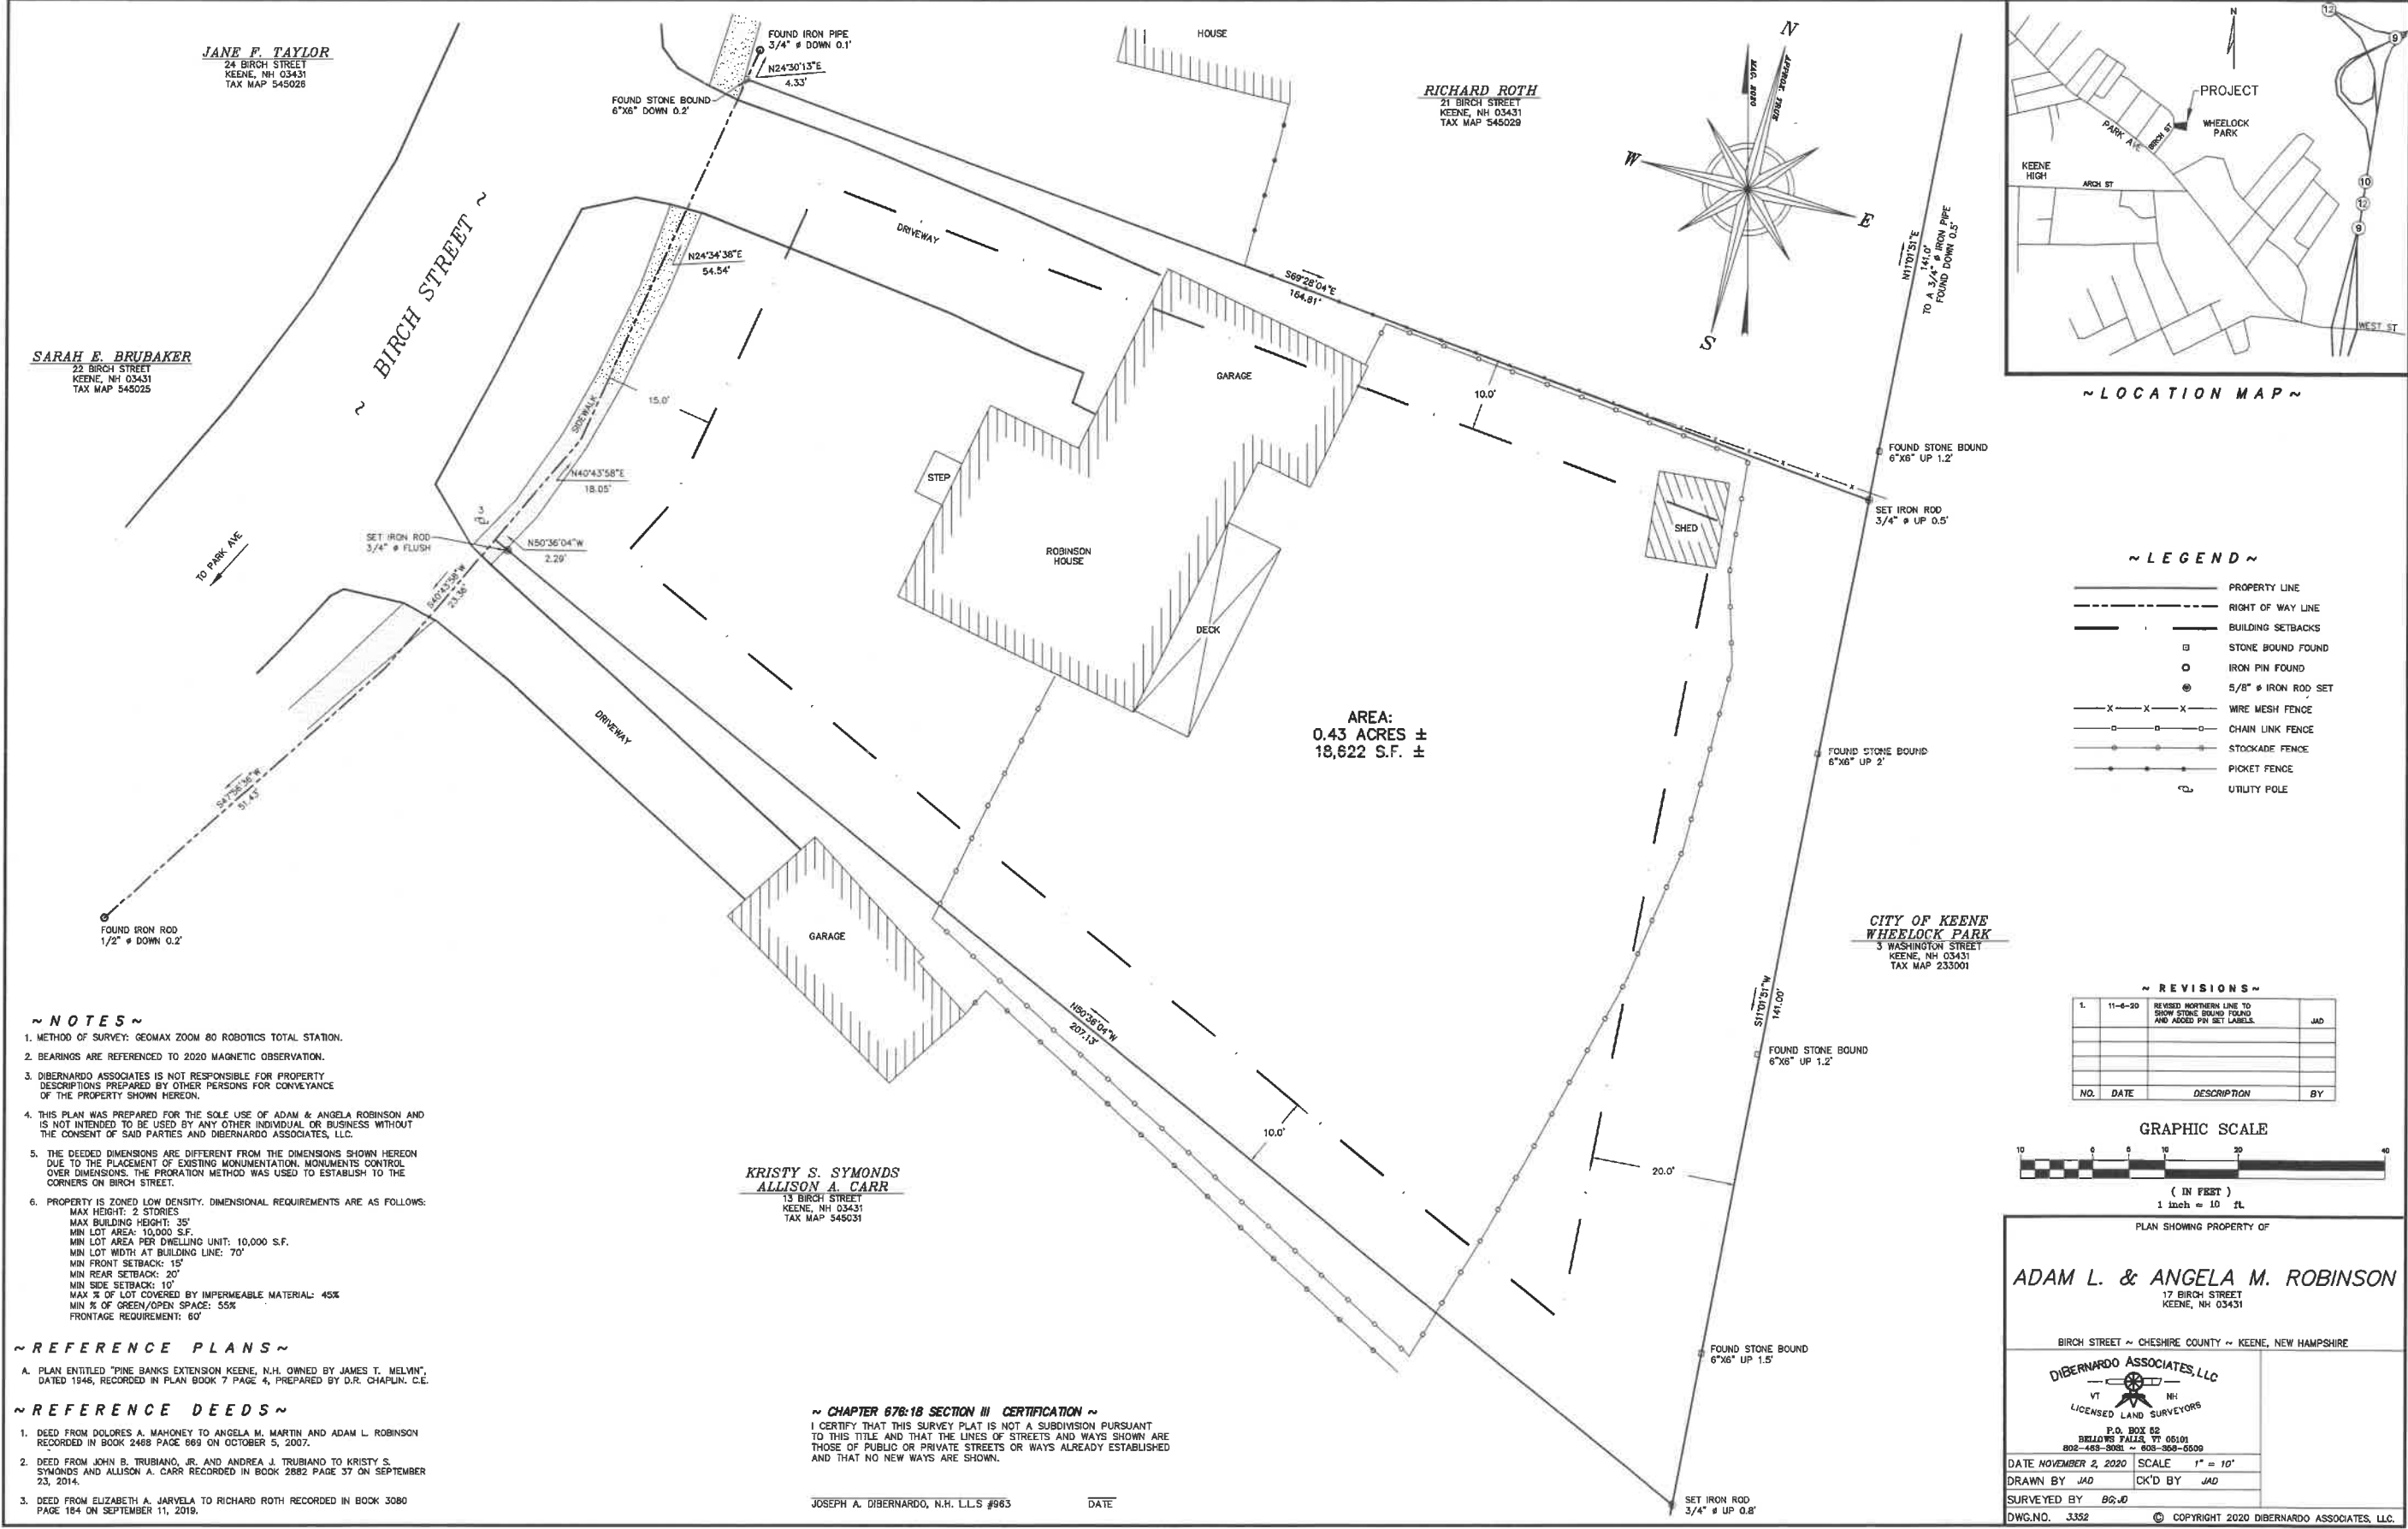 JANE F. TAYLOR
24 BIRCH STREET
KEENE, NH 03431
TAX MAP 545026
SARAH E. BRUBAKER
22 BIRCH STREET
KEENE, NH 03431
TAX MAP 545025
~ BIRCH STREET ~
TO PARK AVE
FOUND IRON PIPE
3/4" ø DOWN 0.1'
N24°30'13"E
4.33'
FOUND STONE BOUND
6"X6" DOWN 0.2'
HOUSE
RICHARD ROTH
21 BIRCH STREET
KEENE, NH 03431
TAX MAP 545029
N
W
E
S
MAG. 2020
APPROX. TRUE
N11°01'51"E
141.0'
TO A 3/4" ø IRON PIPE
FOUND DOWN 0.5'
DRIVEWAY
N24°34'38"E
54.54'
S69°28'04"E
164.81'
GARAGE
10.0'
15.0'
SIDEWALK
N40°43'58"E
18.05'
3
SET IRON ROD
3/4" ø FLUSH
N50°36'04"W
2.29'
S40°43'58"W
23.36'
STEP
ROBINSON
HOUSE
DECK
SHED
FOUND STONE BOUND
6"X6" UP 1.2'
SET IRON ROD
3/4" ø UP 0.5'
AREA:
0.43 ACRES ±
18,622 S.F. ±
FOUND STONE BOUND
6"X6" UP 2'
DRIVEWAY
S47°56'36"W
51.43'
FOUND IRON ROD
1/2" ø DOWN 0.2'
GARAGE
CITY OF KEENE
WHEELOCK PARK
3 WASHINGTON STREET
KEENE, NH 03431
TAX MAP 233001
N50°36'04"W
207.13'
S11°01'51"W
141.00'
FOUND STONE BOUND
6"X6" UP 1.2'
10.0'
20.0'
KRISTY S. SYMONDS
ALLISON A. CARR
13 BIRCH STREET
KEENE, NH 03431
TAX MAP 545031
FOUND STONE BOUND
6"X6" UP 1.5'
SET IRON ROD
3/4" ø UP 0.8'
~ NOTES ~
1. METHOD OF SURVEY: GEOMAX ZOOM 80 ROBOTICS TOTAL STATION.
2. BEARINGS ARE REFERENCED TO 2020 MAGNETIC OBSERVATION.
3. DIBERNARDO ASSOCIATES IS NOT RESPONSIBLE FOR PROPERTY
DESCRIPTIONS PREPARED BY OTHER PERSONS FOR CONVEYANCE
OF THE PROPERTY SHOWN HEREON.
4. THIS PLAN WAS PREPARED FOR THE SOLE USE OF ADAM & ANGELA ROBINSON AND
IS NOT INTENDED TO BE USED BY ANY OTHER INDIVIDUAL OR BUSINESS WITHOUT
THE CONSENT OF SAID PARTIES AND DIBERNARDO ASSOCIATES, LLC.
5. THE DEEDED DIMENSIONS ARE DIFFERENT FROM THE DIMENSIONS SHOWN HEREON
DUE TO THE PLACEMENT OF EXISTING MONUMENTATION. MONUMENTS CONTROL
OVER DIMENSIONS. THE PRORATION METHOD WAS USED TO ESTABLISH TO THE
CORNERS ON BIRCH STREET.
6. PROPERTY IS ZONED LOW DENSITY. DIMENSIONAL REQUIREMENTS ARE AS FOLLOWS:
MAX HEIGHT: 2 STORIES
MAX BUILDING HEIGHT: 35'
MIN LOT AREA: 10,000 S.F.
MIN LOT AREA PER DWELLING UNIT: 10,000 S.F.
MIN LOT WIDTH AT BUILDING LINE: 70'
MIN FRONT SETBACK: 15'
MIN REAR SETBACK: 20'
MIN SIDE SETBACK: 10'
MAX % OF LOT COVERED BY IMPERMEABLE MATERIAL: 45%
MIN % OF GREEN/OPEN SPACE: 55%
FRONTAGE REQUIREMENT: 60'
~ REFERENCE PLANS ~
A. PLAN ENTITLED "PINE BANKS EXTENSION KEENE, N.H. OWNED BY JAMES T. MELVIN",
DATED 1946, RECORDED IN PLAN BOOK 7 PAGE 4, PREPARED BY D.R. CHAPLIN. C.E.
~ REFERENCE DEEDS ~
1. DEED FROM DOLORES A. MAHONEY TO ANGELA M. MARTIN AND ADAM L. ROBINSON
RECORDED IN BOOK 2468 PAGE 669 ON OCTOBER 5, 2007.
2. DEED FROM JOHN B. TRUBIANO, JR. AND ANDREA J. TRUBIANO TO KRISTY S.
SYMONDS AND ALLISON A. CARR RECORDED IN BOOK 2882 PAGE 37 ON SEPTEMBER
23, 2014.
3. DEED FROM ELIZABETH A. JARVELA TO RICHARD ROTH RECORDED IN BOOK 3080
PAGE 184 ON SEPTEMBER 11, 2019.
~ CHAPTER 676:18 SECTION III CERTIFICATION ~
I CERTIFY THAT THIS SURVEY PLAT IS NOT A SUBDIVISION PURSUANT
TO THIS TITLE AND THAT THE LINES OF STREETS AND WAYS SHOWN ARE
THOSE OF PUBLIC OR PRIVATE STREETS OR WAYS ALREADY ESTABLISHED
AND THAT NO NEW WAYS ARE SHOWN.
JOSEPH A. DIBERNARDO, N.H. L.L.S #963 DATE
N
12
9
PROJECT
WHEELOCK
PARK
PARK AVE
BIRCH ST
KEENE
HIGH
ARCH ST
10
12
9
WEST ST
~ LOCATION MAP ~
~ LEGEND ~
PROPERTY LINE
RIGHT OF WAY LINE
BUILDING SETBACKS
STONE BOUND FOUND
IRON PIN FOUND
5/8" ø IRON ROD SET
WIRE MESH FENCE
CHAIN LINK FENCE
STOCKADE FENCE
PICKET FENCE
UTILITY POLE
~ REVISIONS ~
1. 11-6-20 REVISED NORTHERN LINE TO
SHOW STONE BOUND FOUND
AND ADDED PIN SET LABELS. JAD
NO. DATE DESCRIPTION BY
GRAPHIC SCALE
10 0 5 10 20 40
( IN FEET )
1 inch = 10 ft.
PLAN SHOWING PROPERTY OF
ADAM L. & ANGELA M. ROBINSON
17 BIRCH STREET
KEENE, NH 03431
BIRCH STREET ~ CHESHIRE COUNTY ~ KEENE, NEW HAMPSHIRE
DIBERNARDO ASSOCIATES, LLC
VT NH
LICENSED LAND SURVEYORS
P.O. BOX 52
BELLOWS FALLS, VT 05101
802-463-3031 ~ 603-358-5509
DATE NOVEMBER 2, 2020 SCALE 1" = 10'
DRAWN BY JAD CK'D BY JAD
SURVEYED BY BG;JD
DWG.NO. 3352 © COPYRIGHT 2020 DIBERNARDO ASSOCIATES, LLC.